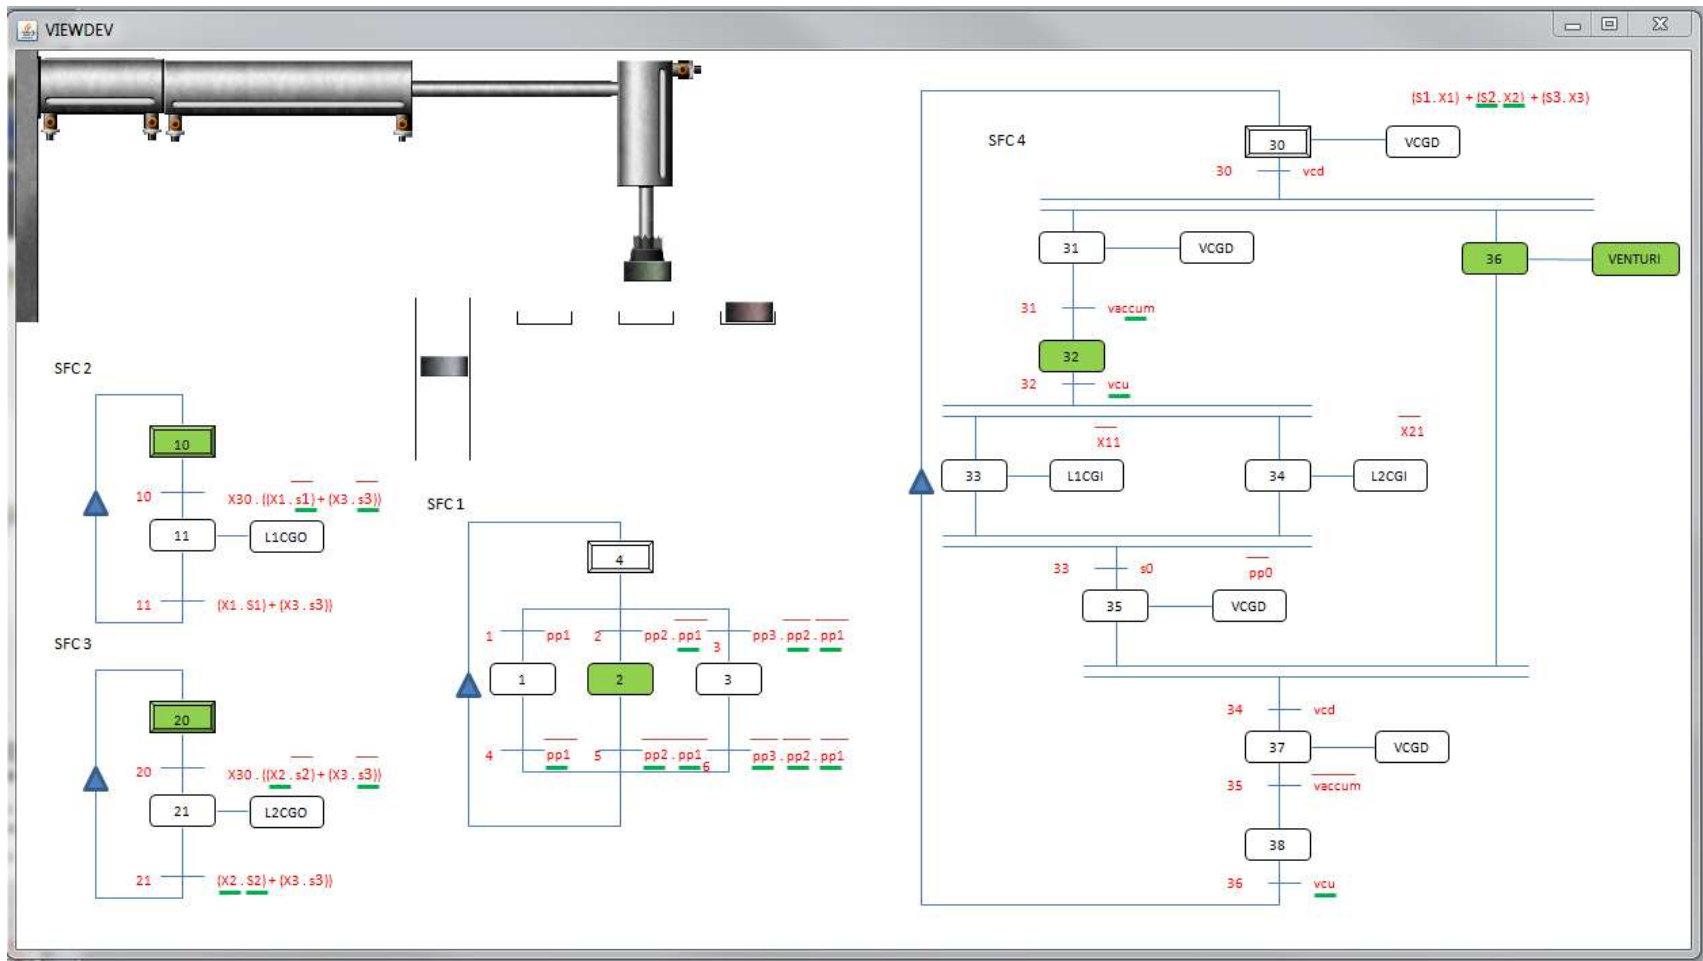 VIEWDEV
(S1.X1) + (S2.X2) + (S3.X3)
SFC 4
30
VCGD
30 vcd
31
VCGD
36
VENTURI
31 vaccum
32
32 vcu
X11
X21
33
L1CGI
34
L2CGI
33 s0
pp0
35
VCGD
34 vcd
37
VCGD
35 vaccum
38
36 vcu
SFC 2
10
10 X30.((X1.s1)+(X3.s3))
11
L1CGO
11 (X1.S1)+(X3.s3))
SFC 3
20
20 X30.((X2.s2)+(X3.s3))
21
L2CGO
21 (X2.S2)+(X3.s3))
SFC 1
4
1 pp1 2 pp2.pp1 3 pp3.pp2.pp1
1
2
3
4 pp1 5 pp2.pp1 6 pp3.pp2.pp1